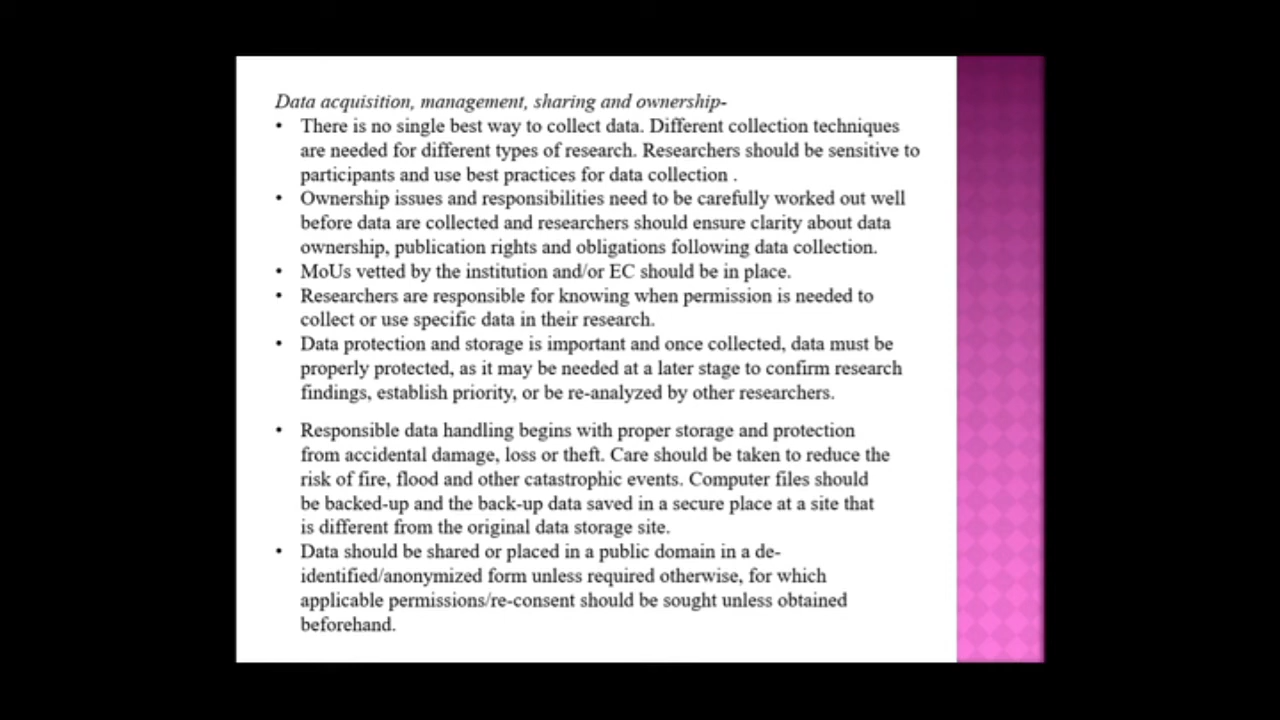 Data acquisition, management, sharing and ownership-
• There is no single best way to collect data. Different collection techniques
are needed for different types of research. Researchers should be sensitive to
participants and use best practices for data collection .
• Ownership issues and responsibilities need to be carefully worked out well
before data are collected and researchers should ensure clarity about data
ownership, publication rights and obligations following data collection.
• MoUs vetted by the institution and/or EC should be in place.
• Researchers are responsible for knowing when permission is needed to
collect or use specific data in their research.
• Data protection and storage is important and once collected, data must be
properly protected, as it may be needed at a later stage to confirm research
findings, establish priority, or be re-analyzed by other researchers.
• Responsible data handling begins with proper storage and protection
from accidental damage, loss or theft. Care should be taken to reduce the
risk of fire, flood and other catastrophic events. Computer files should
be backed-up and the back-up data saved in a secure place at a site that
is different from the original data storage site.
• Data should be shared or placed in a public domain in a de-
identified/anonymized form unless required otherwise, for which
applicable permissions/re-consent should be sought unless obtained
beforehand.